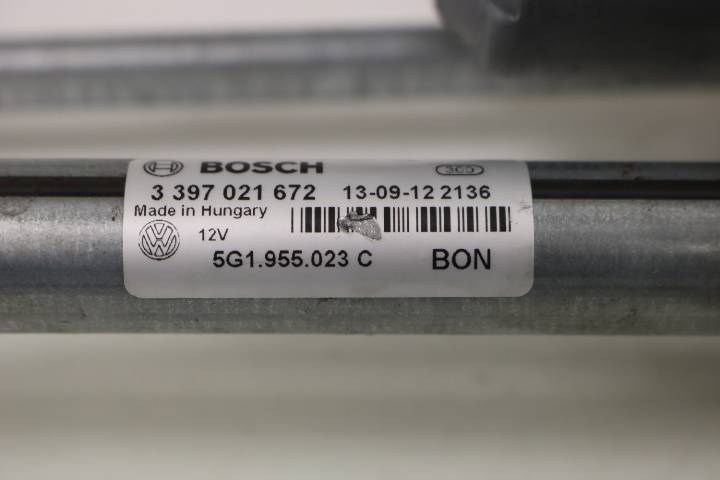 BOSCH
3 397 021 672 13-09-12 2136
Made in Hungary
12V
5G1.955.023 C BON